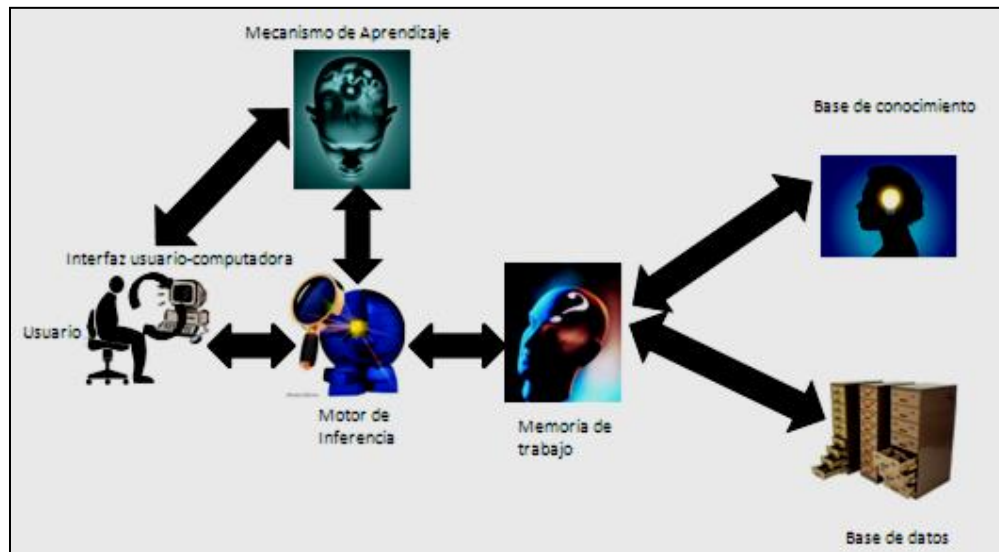 Mecanismo de Aprendizaje
Base de conocimiento
Interfaz usuario-computadora
Usuario
Motor de
Inferencia
Memoria de
trabajo
Base de datos